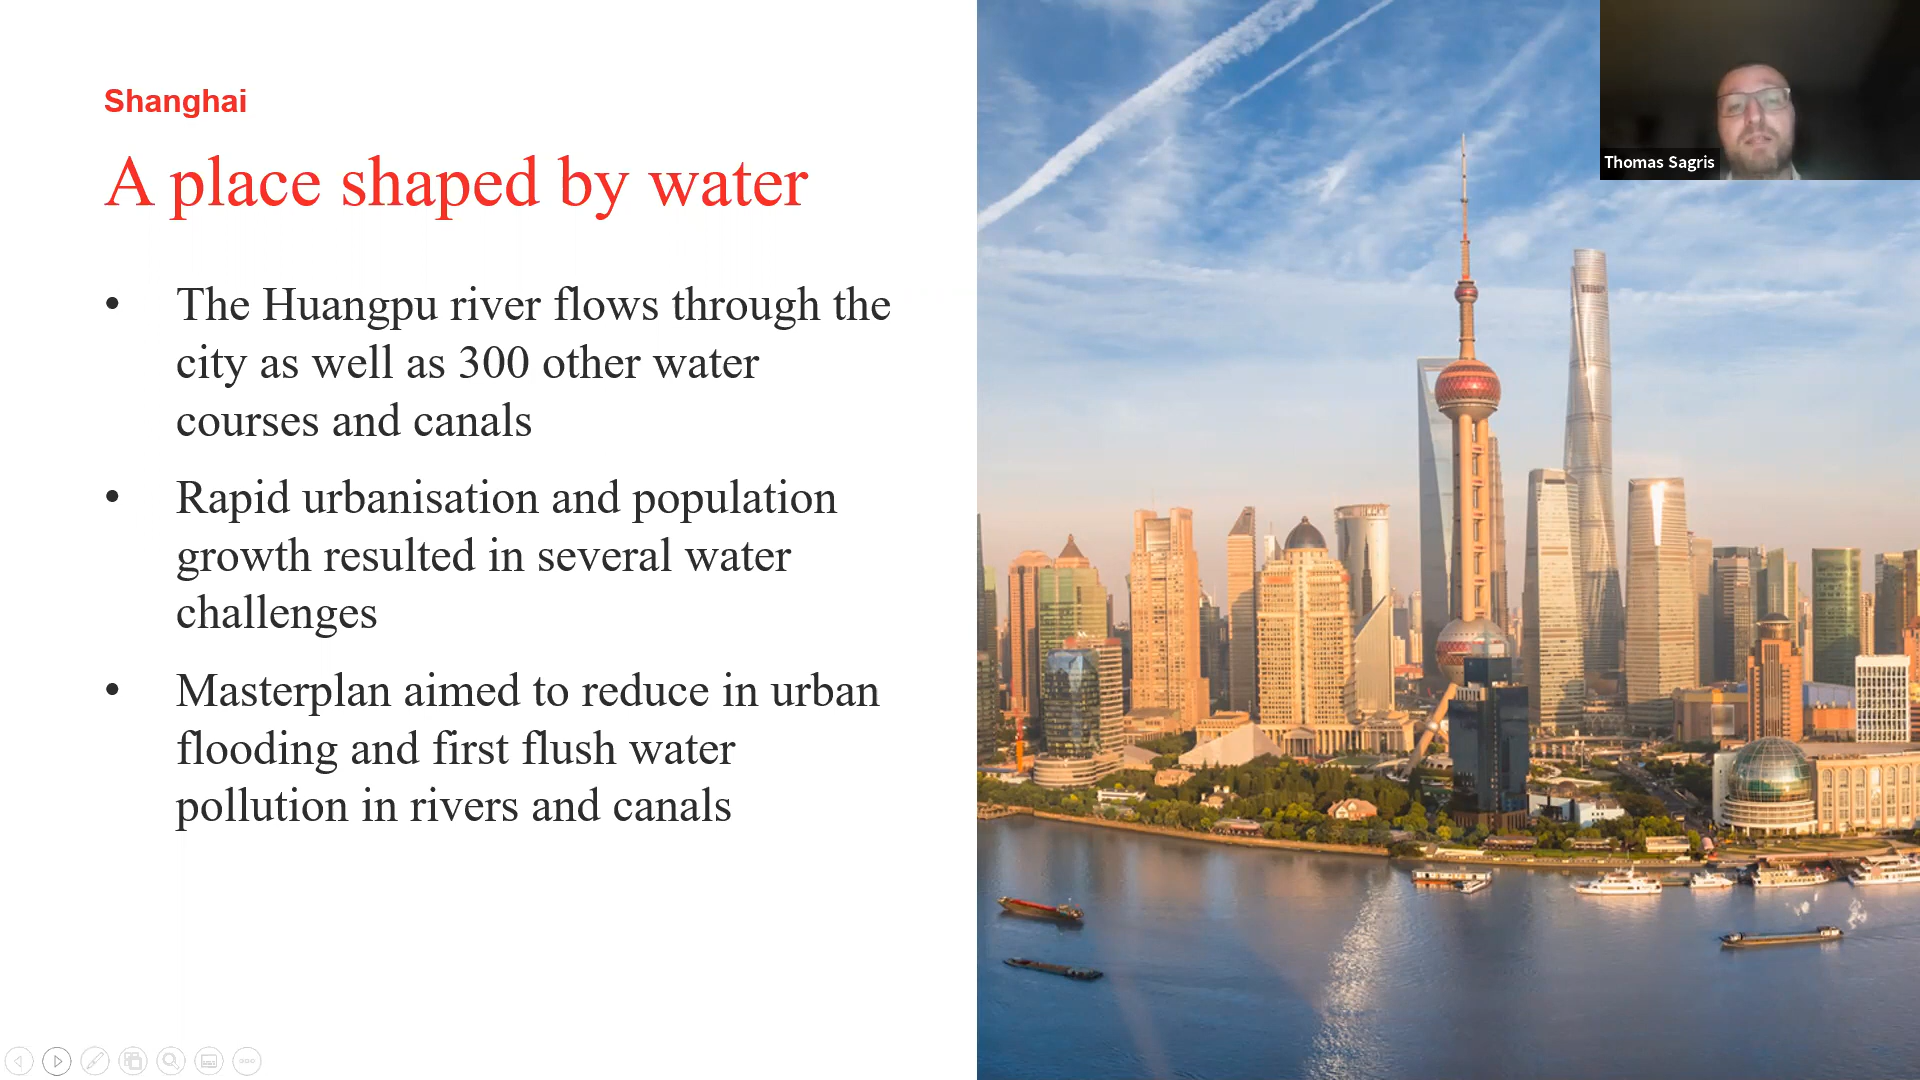 Shanghai
A place shaped by water
• The Huangpu river flows through the
city as well as 300 other water
courses and canals
• Rapid urbanisation and population
growth resulted in several water
challenges
• Masterplan aimed to reduce in urban
flooding and first flush water
pollution in rivers and canals
Thomas Sagris